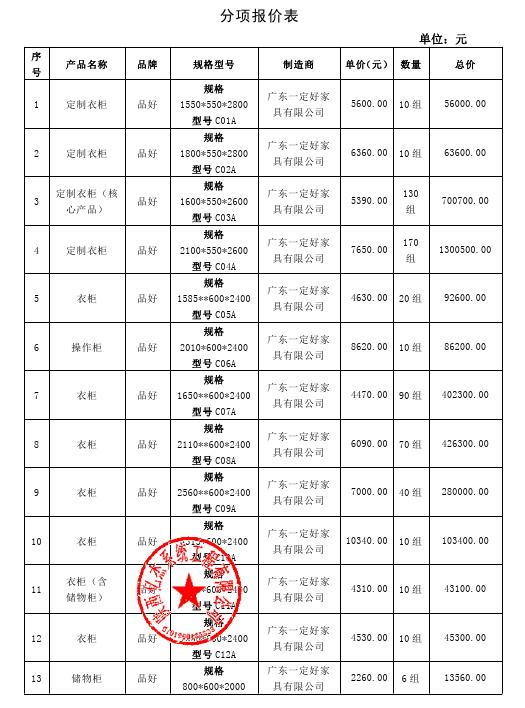 分项报价表
单位：元
序号 产品名称 品牌 规格型号 制造商 单价(元) 数量 总价
1 定制衣柜 品好 规格 1550*550*2800 型号 C01A 广东一定好家具有限公司 5600.00 10 组 56000.00
2 定制衣柜 品好 规格 1800*550*2800 型号 C02A 广东一定好家具有限公司 6360.00 10 组 63600.00
3 定制衣柜（核心产品） 品好 规格 1600*550*2600 型号 C03A 广东一定好家具有限公司 5390.00 130 组 700700.00
4 定制衣柜 品好 规格 2100*550*2600 型号 C04A 广东一定好家具有限公司 7650.00 170 组 1300500.00
5 衣柜 品好 规格 1585**600*2400 型号 C05A 广东一定好家具有限公司 4630.00 20 组 92600.00
6 操作柜 品好 规格 2010*600*2400 型号 C06A 广东一定好家具有限公司 8620.00 10 组 86200.00
7 衣柜 品好 规格 1650**600*2400 型号 C07A 广东一定好家具有限公司 4470.00 90 组 402300.00
8 衣柜 品好 规格 2110**600*2400 型号 C08A 广东一定好家具有限公司 6090.00 70 组 426300.00
9 衣柜 品好 规格 2560**600*2400 型号 C09A 广东一定好家具有限公司 7000.00 40 组 280000.00
10 衣柜 品好 规格 600*2400 型号 广东一定好家具有限公司 10340.00 10 组 103400.00
11 衣柜（含储物柜） 规格 广东一定好家具有限公司 4310.00 10 组 43100.00
12 衣柜 品好 *2400 型号 C12A 广东一定好家具有限公司 4530.00 10 组 45300.00
13 储物柜 品好 规格 800*600*2000 广东一定好家具有限公司 2260.00 6 组 13560.00